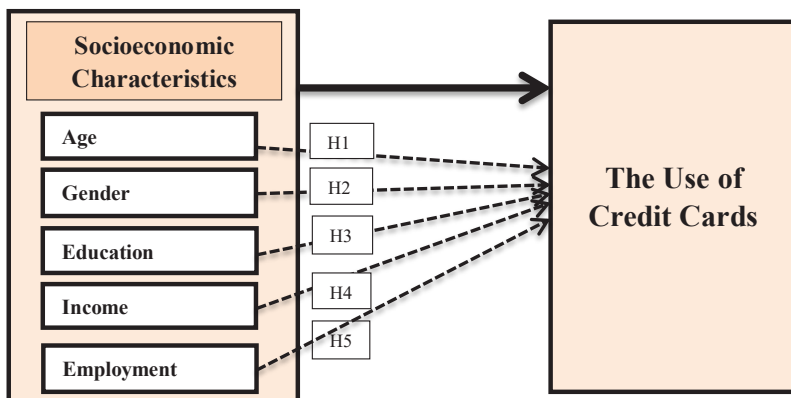 Socioeconomic
Characteristics
Age
Gender
Education
Income
Employment
H1
H2
H3
H4
H5
The Use of
Credit Cards